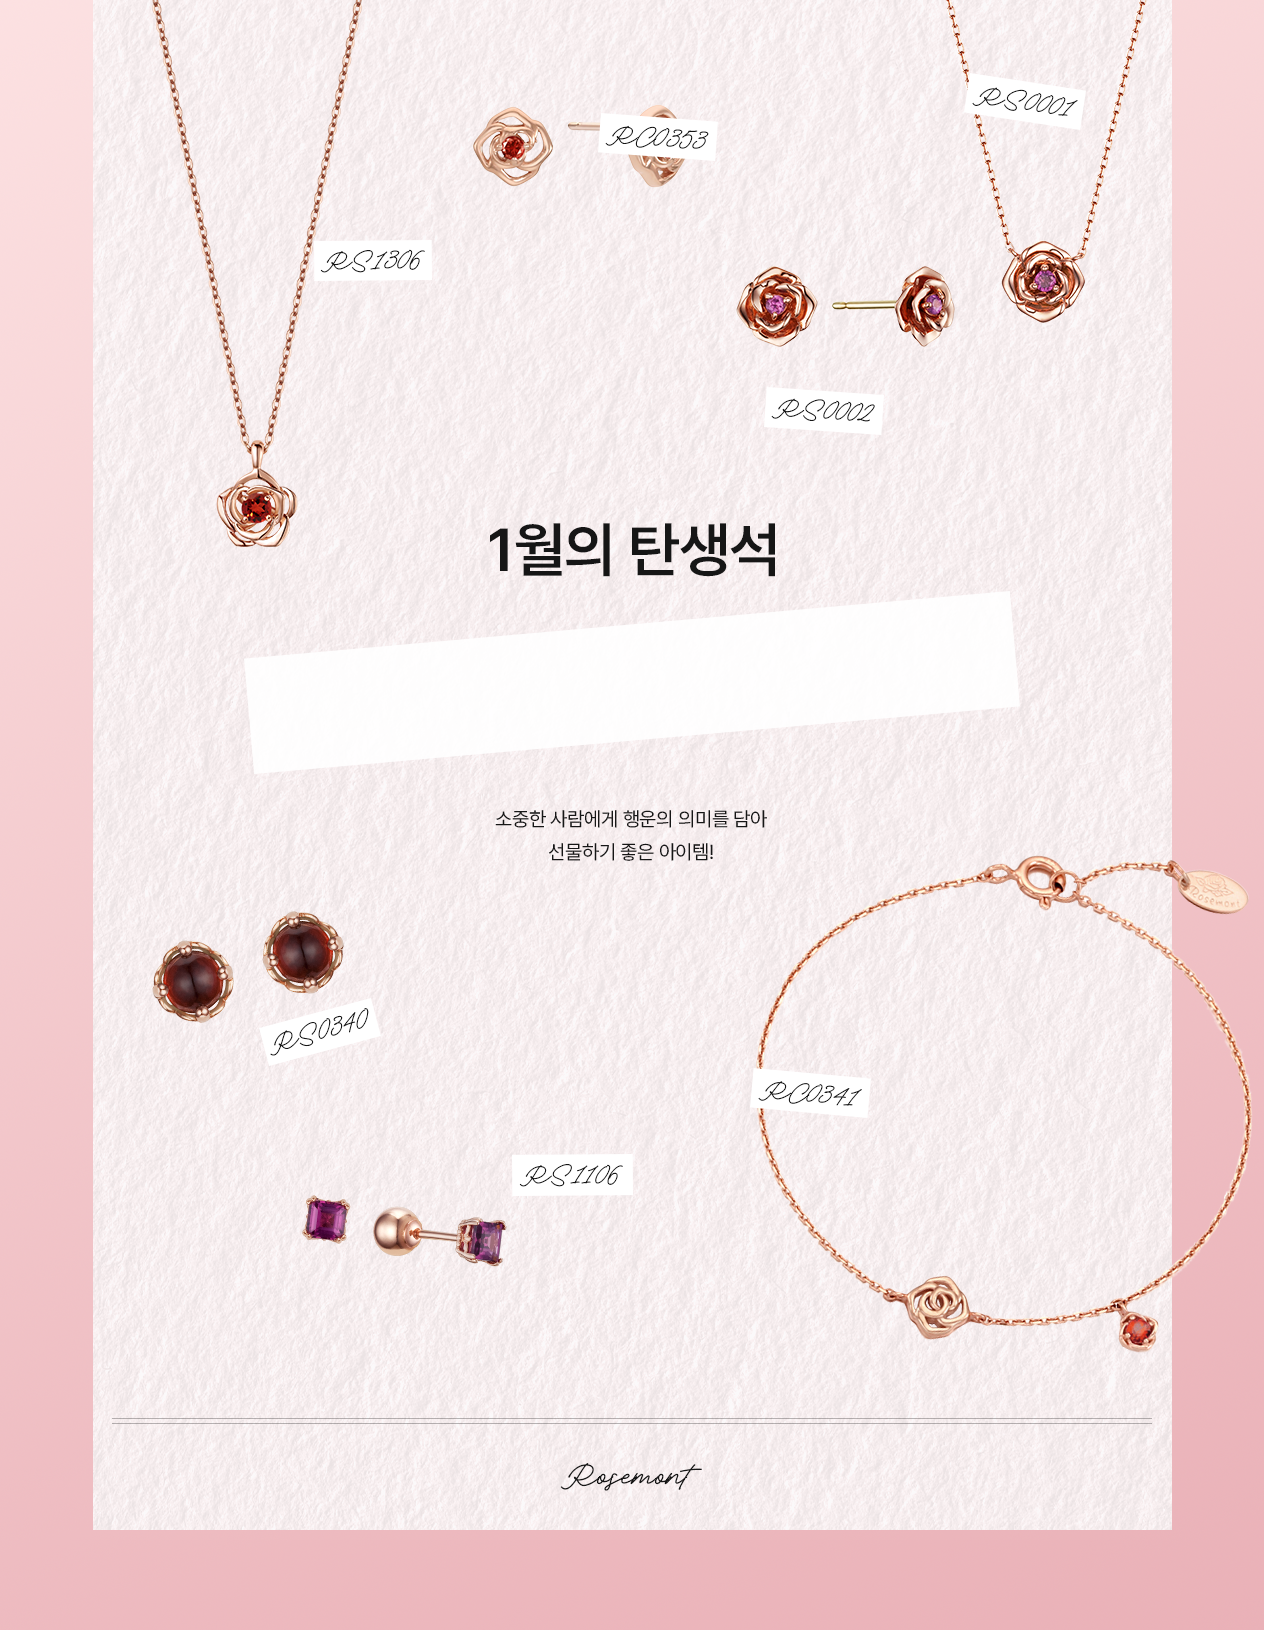 RS0001
RC0353
RS1306
RS0002
1월의 탄생석
소중한 사람에게 행운의 의미를 담아
선물하기 좋은 아이템!
Rosemont
RS0340
RC0341
RS1106
Rosemont